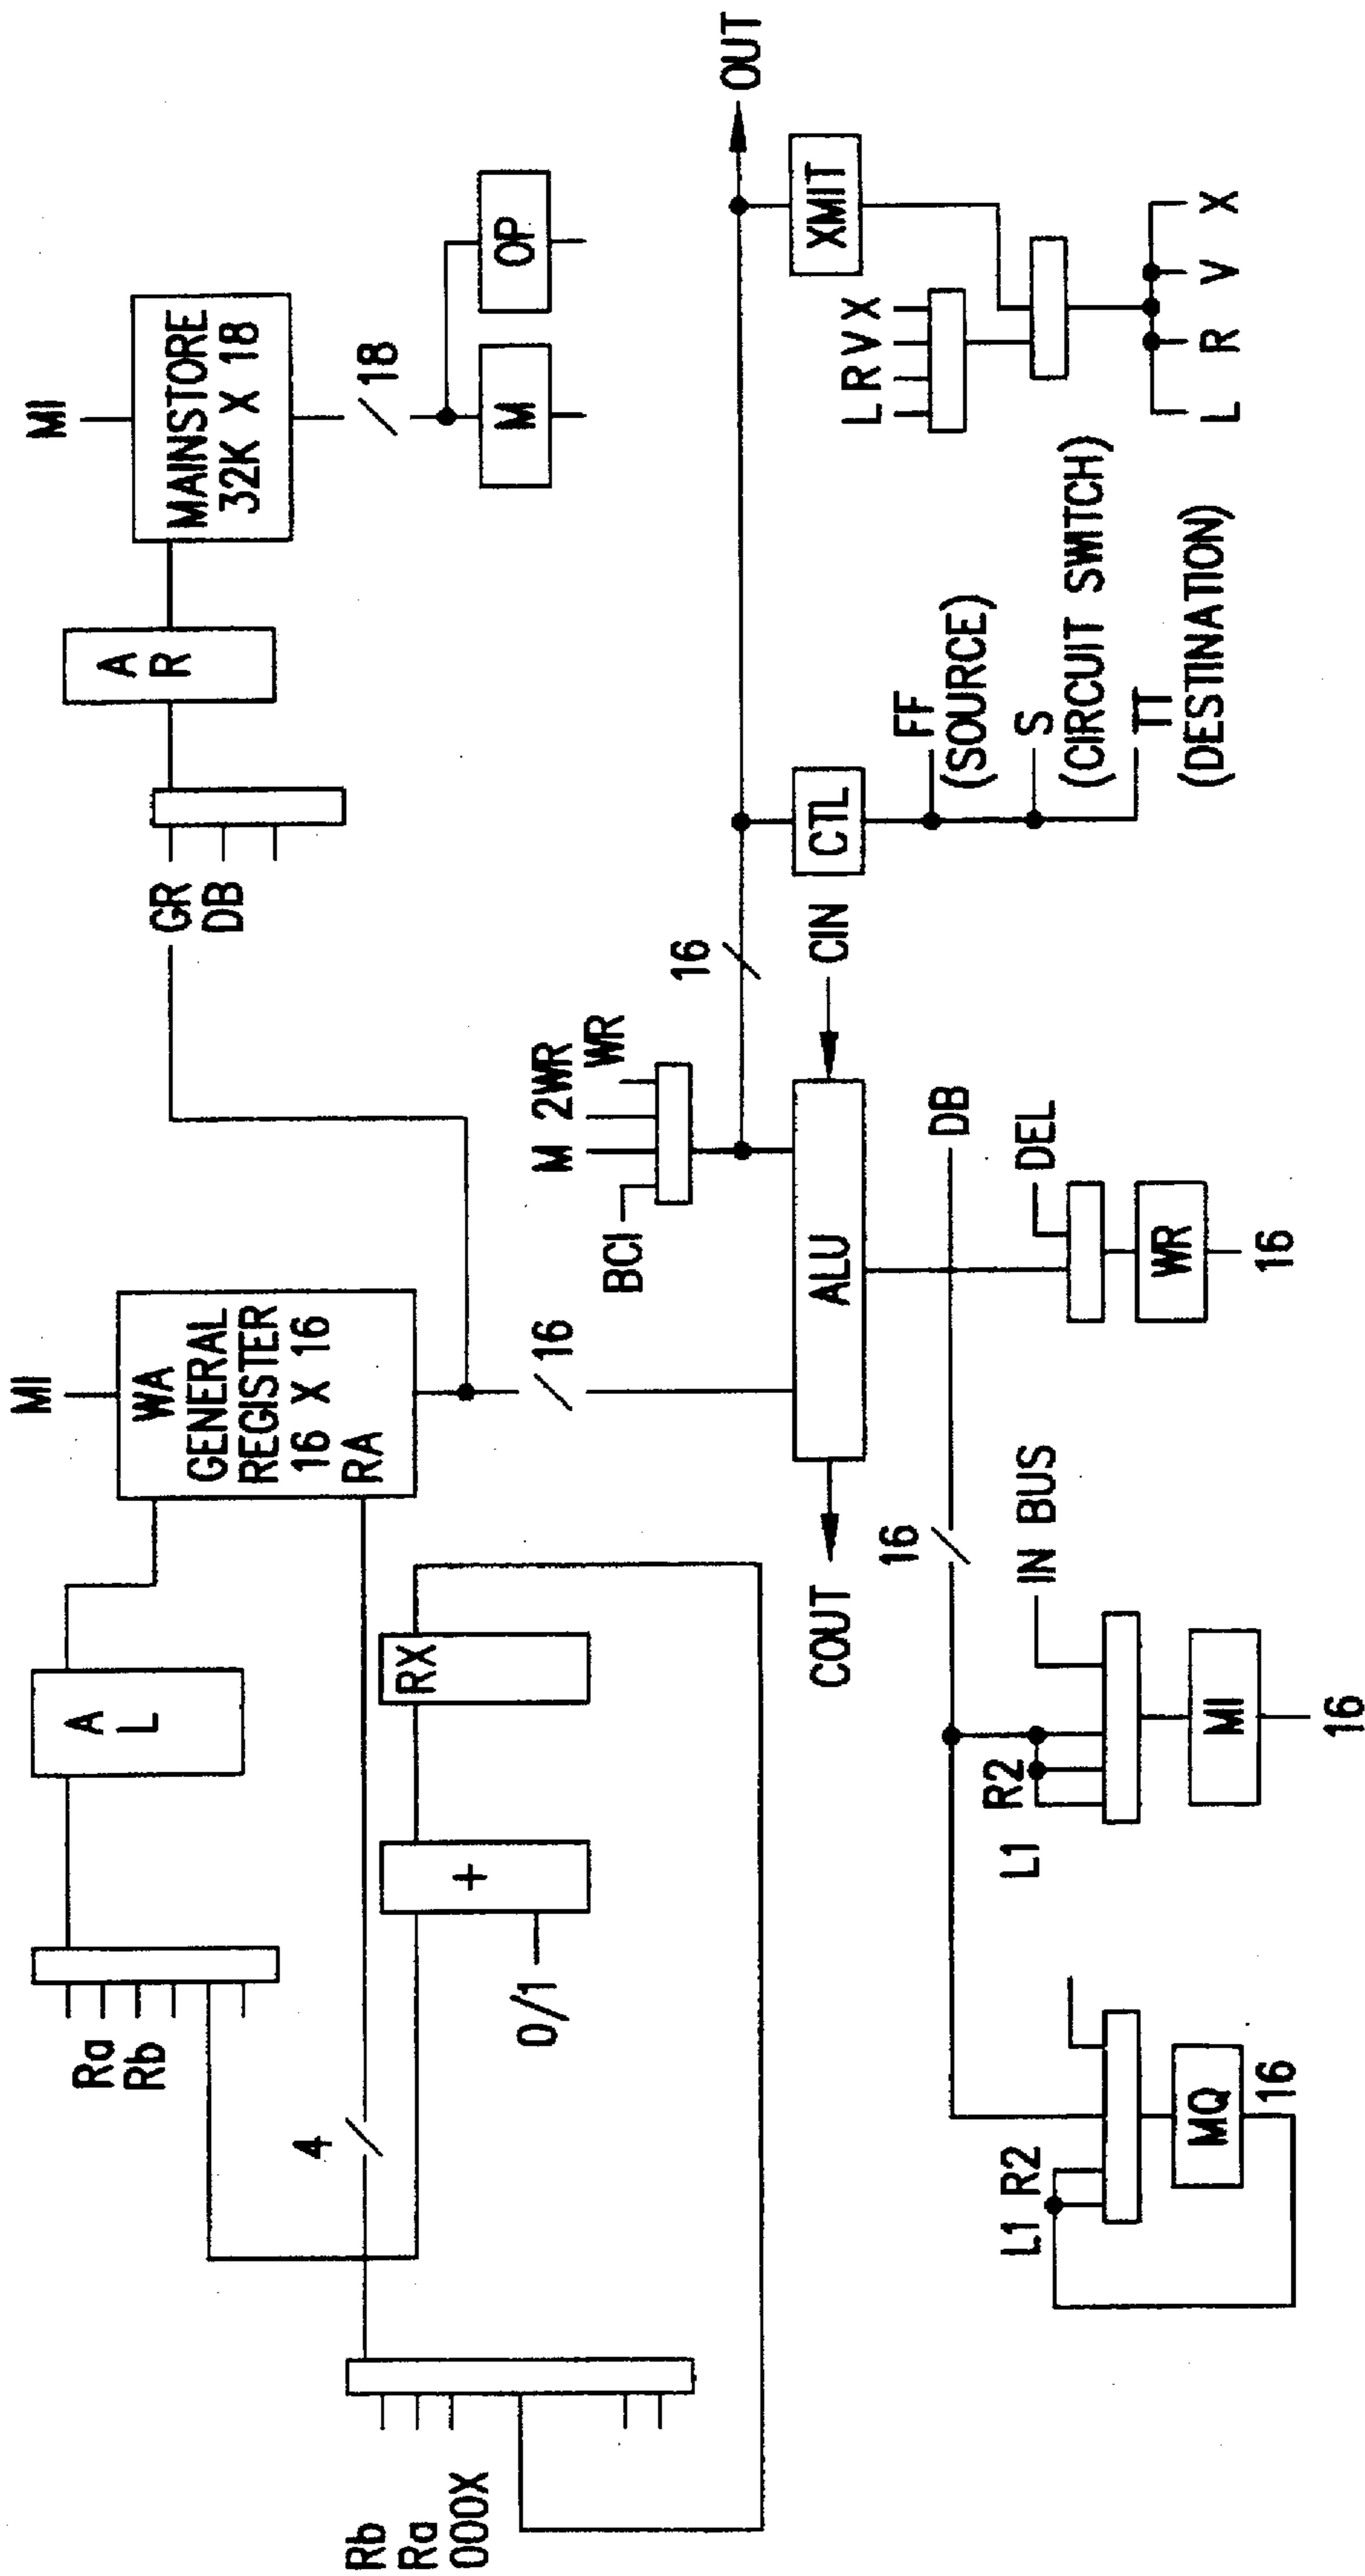 MI
MI
WA
GENERAL
REGISTER
16 X 16
RA
MAINSTORE
32K X 18
A
L
A
R
Ra
Rb
GR
DB
18
M
OP
4
RX
+
0/1
Rb
Ra
000X
16
BCI
M
2WR
WR
16
OUT
COUT
ALU
CIN
CTL
XMIT
L
R
V
X
FF
(SOURCE)
S
(CIRCUIT SWITCH)
TT
(DESTINATION)
L
R
V
X
16
DB
L1
R2
L1
R2
IN BUS
DEL
MQ
16
MI
16
WR
16